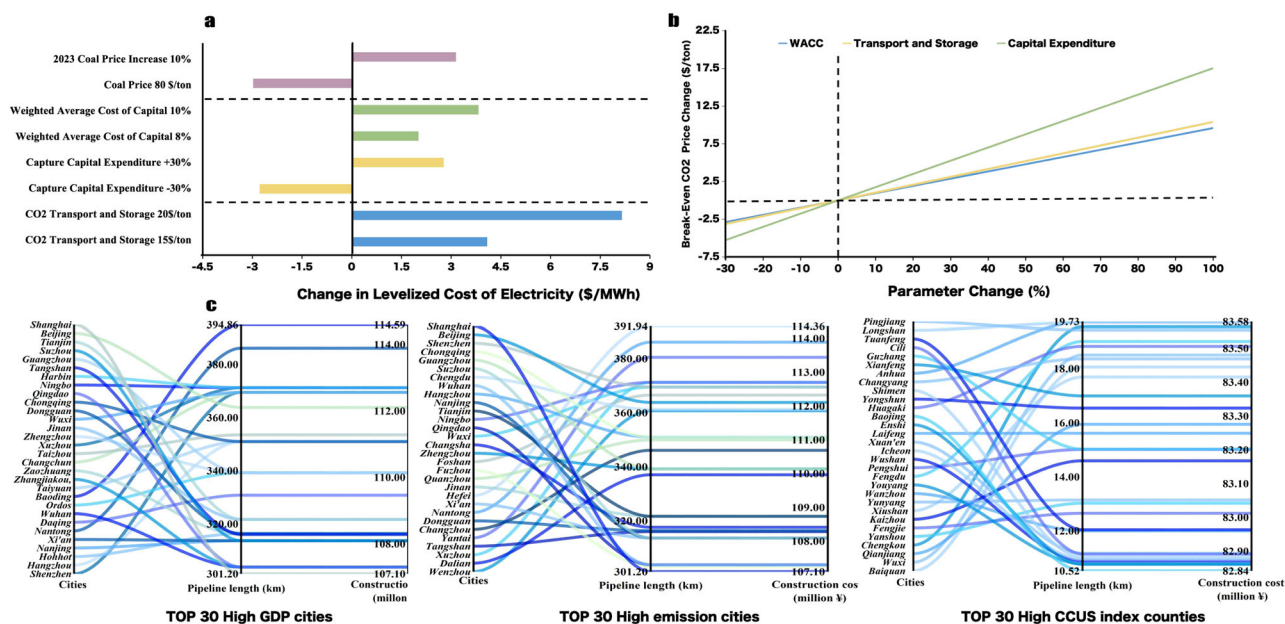 a
2023 Coal Price Increase 10%
Coal Price 80 $/ton
Weighted Average Cost of Capital 10%
Weighted Average Cost of Capital 8%
Capture Capital Expenditure +30%
Capture Capital Expenditure -30%
CO2 Transport and Storage 20$/ton
CO2 Transport and Storage 15$/ton
-4.5 -3 -1.5 0 1.5 3 4.5 6 7.5 9
Change in Levelized Cost of Electricity ($/MWh)
b
WACC Transport and Storage Capital Expenditure
Break-Even CO2 Price Change ($/ton)
22.5
17.5
12.5
7.5
2.5
-2.5
-7.5
-30 -20 -10 0 10 20 30 40 50 60 70 80 90 100
Parameter Change (%)
c
Shanghai
Beijing
Tianjin
Suzhou
Guangzhou
Tangshan
Harbin
Ningbo
Qingdao
Chongqing
Dongguan
Wuxi
Jinan
Zhengzhou
Xuzhou
Taizhou
Changchun
Zaozhuang
Zhangjiakou,
Taiyuan
Baoding
Ordos
Wuhan
Daqing
Nantong
Xi'an
Nanjing
Hohhot
Hangzhou
Shenzhen
Cities
394.86
380.00
360.00
340.00
320.00
301.20
Pipeline length (km)
114.59
114.00
112.00
110.00
108.00
107.10
Constructio
(millon
TOP 30 High GDP cities
Shanghai
Beijing
Shenzhen
Chongqing
Guangzhou
Suzhou
Chengdu
Wuhan
Hangzhou
Nanjing
Tianjin
Ningbo
Qingdao
Wuxi
Changsha
Zhengzhou
Foshan
Fuzhou
Quanzhou
Jinan
Hefei
Xi'an
Nantong
Dongguan
Changzhou
Yantai
Tangshan
Xuzhou
Dalian
Wenzhou
Cities
391.94
380.00
360.00
340.00
320.00
301.20
Pipeline length (km)
114.36
114.00
113.00
112.00
111.00
110.00
109.00
108.00
107.10
Construction cos
(million ¥)
TOP 30 High emission cities
Pingjiang
Longshan
Tuanfeng
Cili
Guzhang
Xianfeng
Anhua
Changyang
Shimen
Yongshun
Huagaki
Baojing
Enshi
Laifeng
Xuan'en
Icheon
Wushan
Pengshui
Fengdu
Youyang
Wanzhou
Yunyang
Xiushan
Kaizhou
Fengjie
Yanshou
Chengkou
Qianjiang
Wuxi
Baiquan
Cities
19.73
18.00
16.00
14.00
12.00
10.52
Pipeline length (km)
83.58
83.50
83.40
83.30
83.20
83.10
83.00
82.90
82.84
Construction cost
(million ¥)
TOP 30 High CCUS index counties